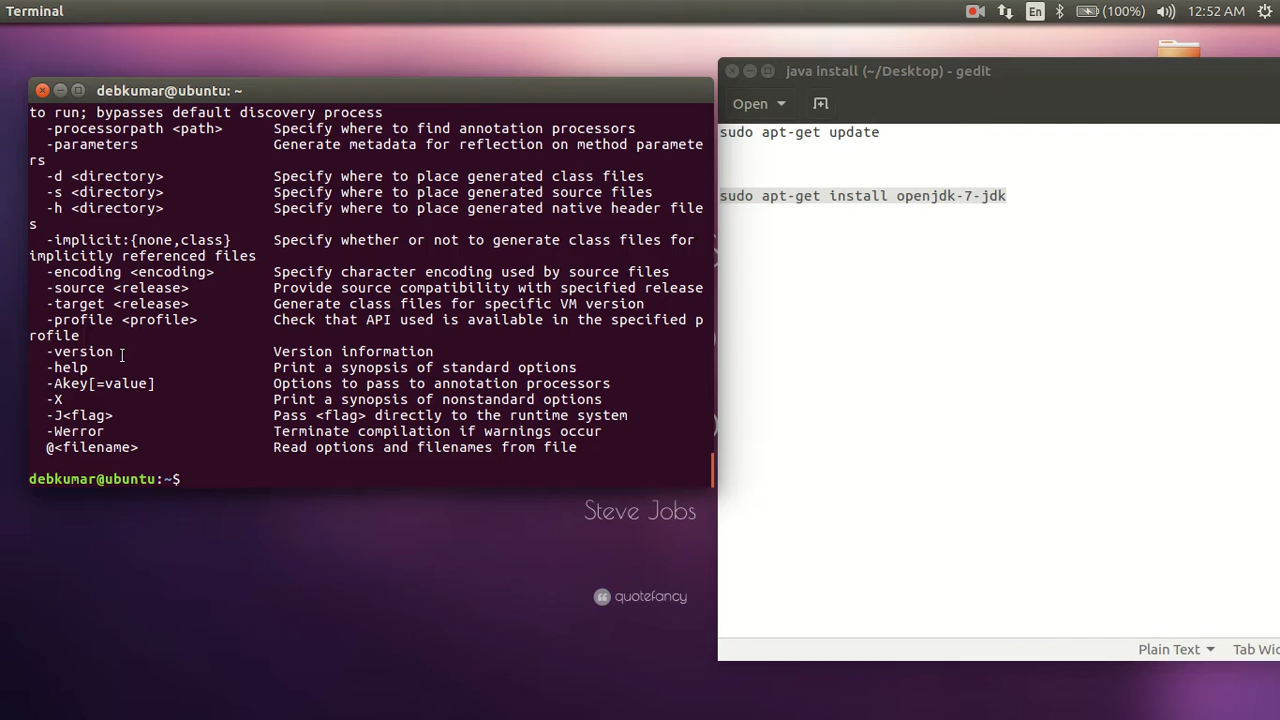 Terminal
En
(100%)
12:52 AM
debkumar@ubuntu: ~
to run; bypasses default discovery process
-processorpath <path> Specify where to find annotation processors
-parameters Generate metadata for reflection on method paramete
rs
-d <directory> Specify where to place generated class files
-s <directory> Specify where to place generated source files
-h <directory> Specify where to place generated native header file
s
-implicit:{none,class} Specify whether or not to generate class files for
implicitly referenced files
-encoding <encoding> Specify character encoding used by source files
-source <release> Provide source compatibility with specified release
-target <release> Generate class files for specific VM version
-profile <profile> Check that API used is available in the specified p
rofile
-version Version information
-help Print a synopsis of standard options
-Akey[=value] Options to pass to annotation processors
-X Print a synopsis of nonstandard options
-J<flag> Pass <flag> directly to the runtime system
-Werror Terminate compilation if warnings occur
@<filename> Read options and filenames from file
debkumar@ubuntu:~$
java install (~/Desktop) - gedit
Open
sudo apt-get update
sudo apt-get install openjdk-7-jdk
Plain Text
Tab Wid
Steve Jobs
quotefancy